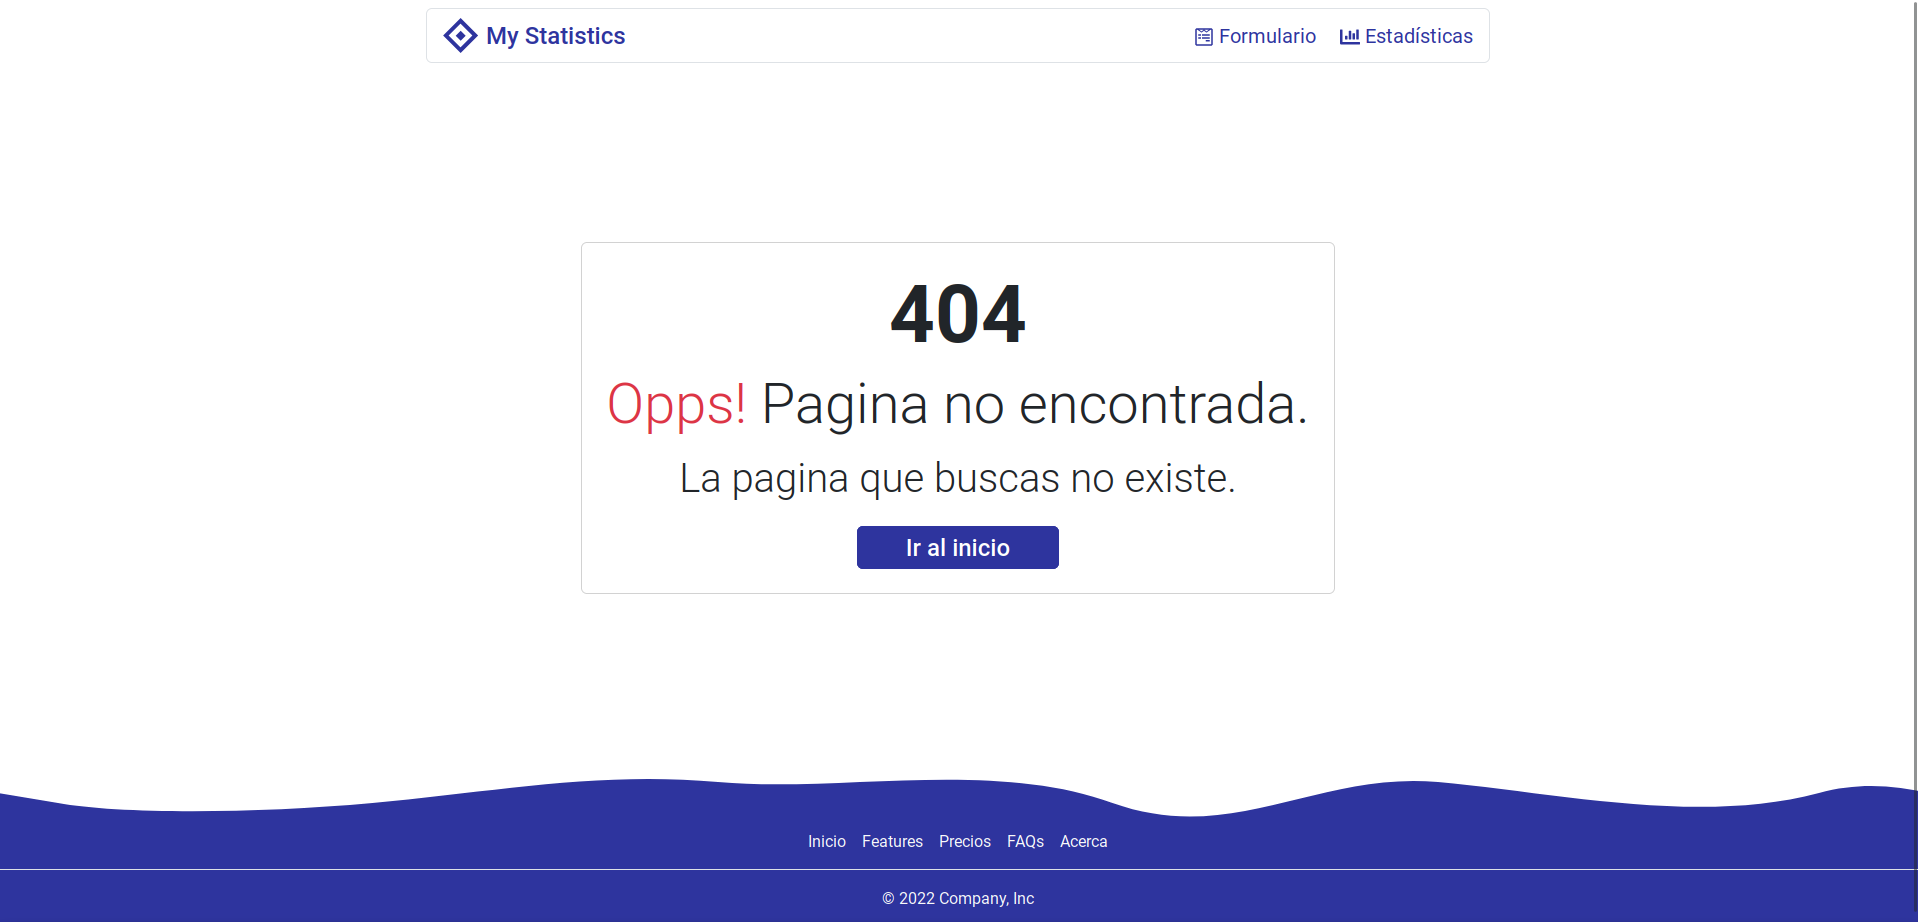 My Statistics
Formulario
Estadísticas
404
Opps! Pagina no encontrada.
La pagina que buscas no existe.
Ir al inicio
Inicio Features Precios FAQs Acerca
© 2022 Company, Inc